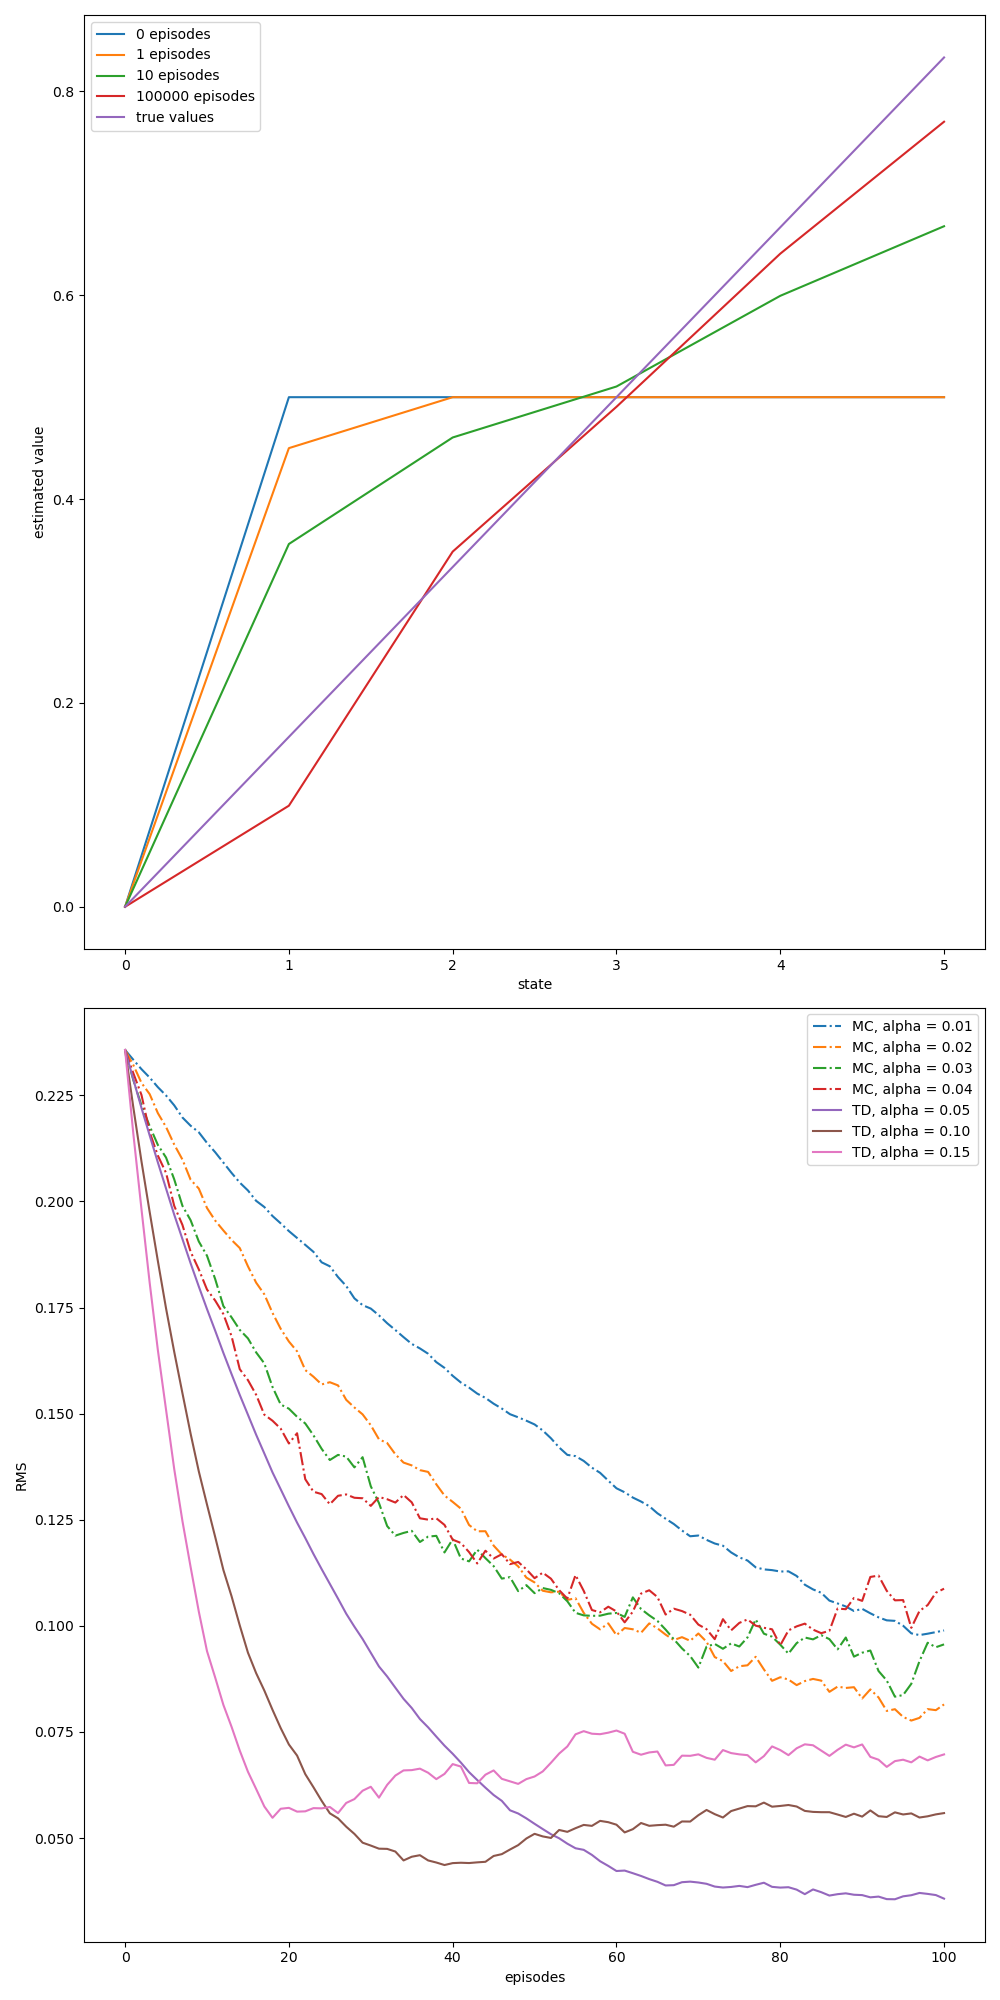 0 episodes
1 episodes
10 episodes
100000 episodes
true values
0.8
0.6
0.4
0.2
0.0
estimated value
0 1 2 3 4 5
state
MC, alpha = 0.01
MC, alpha = 0.02
MC, alpha = 0.03
MC, alpha = 0.04
TD, alpha = 0.05
TD, alpha = 0.10
TD, alpha = 0.15
0.225
0.200
0.175
0.150
0.125
0.100
0.075
0.050
RMS
0 20 40 60 80 100
episodes